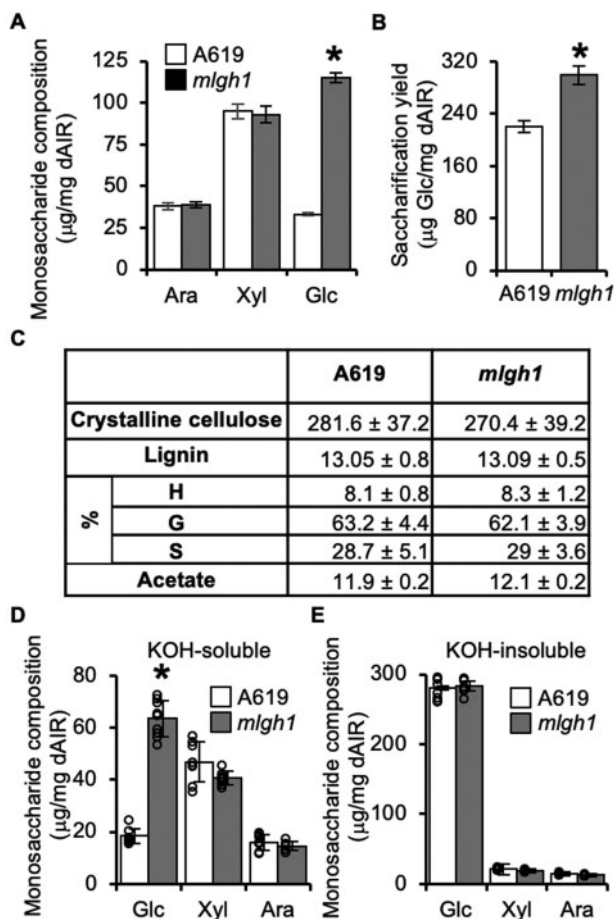 A
B
A619
mlgh1
*
*
Monosaccharide composition
(µg/mg dAIR)
125
100
75
50
25
0
Ara Xyl Glc
Saccharification yield
(µg Glc/mg dAIR)
320
240
160
80
0
A619 mlgh1
C
A619 mlgh1
Crystalline cellulose 281.6 ± 37.2 270.4 ± 39.2
Lignin 13.05 ± 0.8 13.09 ± 0.5
%
H 8.1 ± 0.8 8.3 ± 1.2
G 63.2 ± 4.4 62.1 ± 3.9
S 28.7 ± 5.1 29 ± 3.6
Acetate 11.9 ± 0.2 12.1 ± 0.2
D
KOH-soluble
*
A619
mlgh1
Monosaccharide composition
(µg/mg dAIR)
80
60
40
20
0
Glc Xyl Ara
E
KOH-insoluble
A619
mlgh1
Monosaccharide composition
(µg/mg dAIR)
300
200
100
0
Glc Xyl Ara